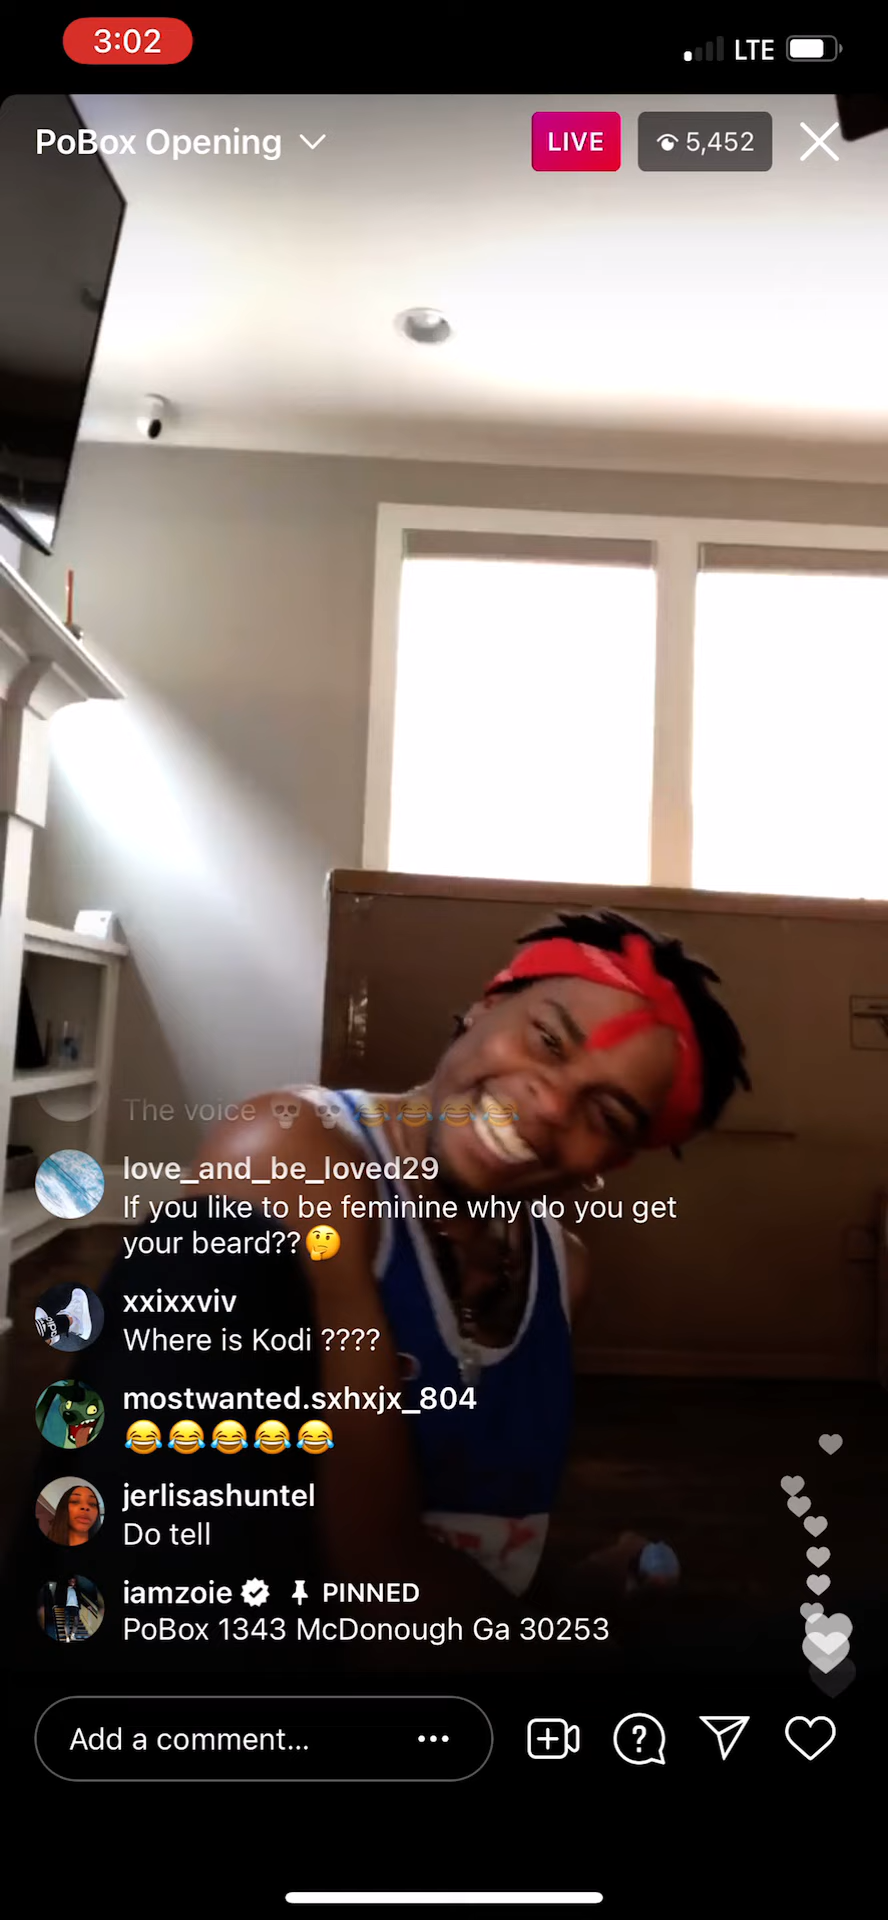 3:02
LTE
PoBox Opening
LIVE
5,452
The voice 💀💀😂😂😂😂
love_and_be_loved29
If you like to be feminine why do you get
your beard??🤔
xxixxviv
Where is Kodi ????
mostwanted.sxhxjx_804
😂😂😂😂😂
jerlisashuntel
Do tell
iamzoie PINNED
PoBox 1343 McDonough Ga 30253
Add a comment...